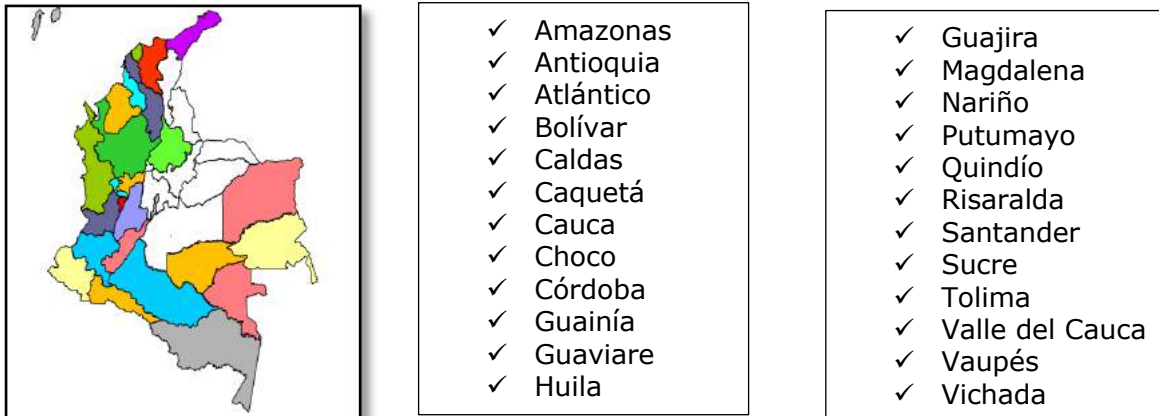 ✓ Amazonas
✓ Antioquia
✓ Atlántico
✓ Bolívar
✓ Caldas
✓ Caquetá
✓ Cauca
✓ Choco
✓ Córdoba
✓ Guainía
✓ Guaviare
✓ Huila
✓ Guajira
✓ Magdalena
✓ Nariño
✓ Putumayo
✓ Quindío
✓ Risaralda
✓ Santander
✓ Sucre
✓ Tolima
✓ Valle del Cauca
✓ Vaupés
✓ Vichada